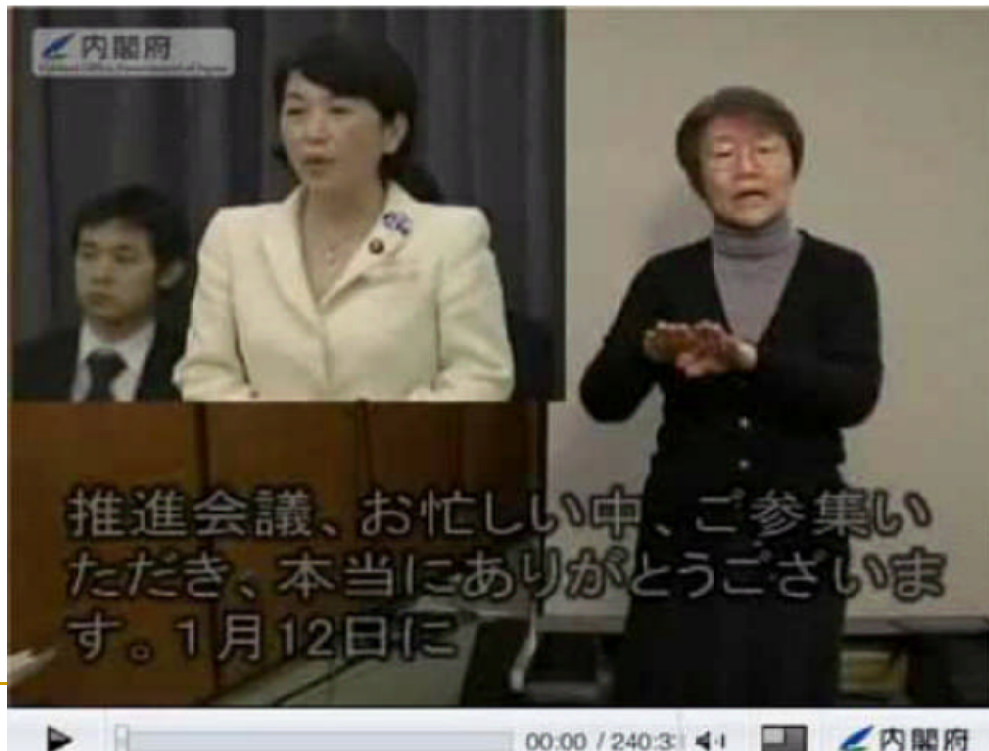 内閣府
推進会議、お忙しい中、ご参集い
ただき、本当にありがとうございま
す。1月12日に
00:00 / 240:3
内閣府